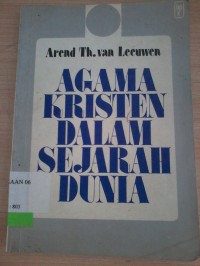 Arend Th. van Leeuwen
AGAMA
KRISTEN
DALAM
SEJARAH
DUNIA